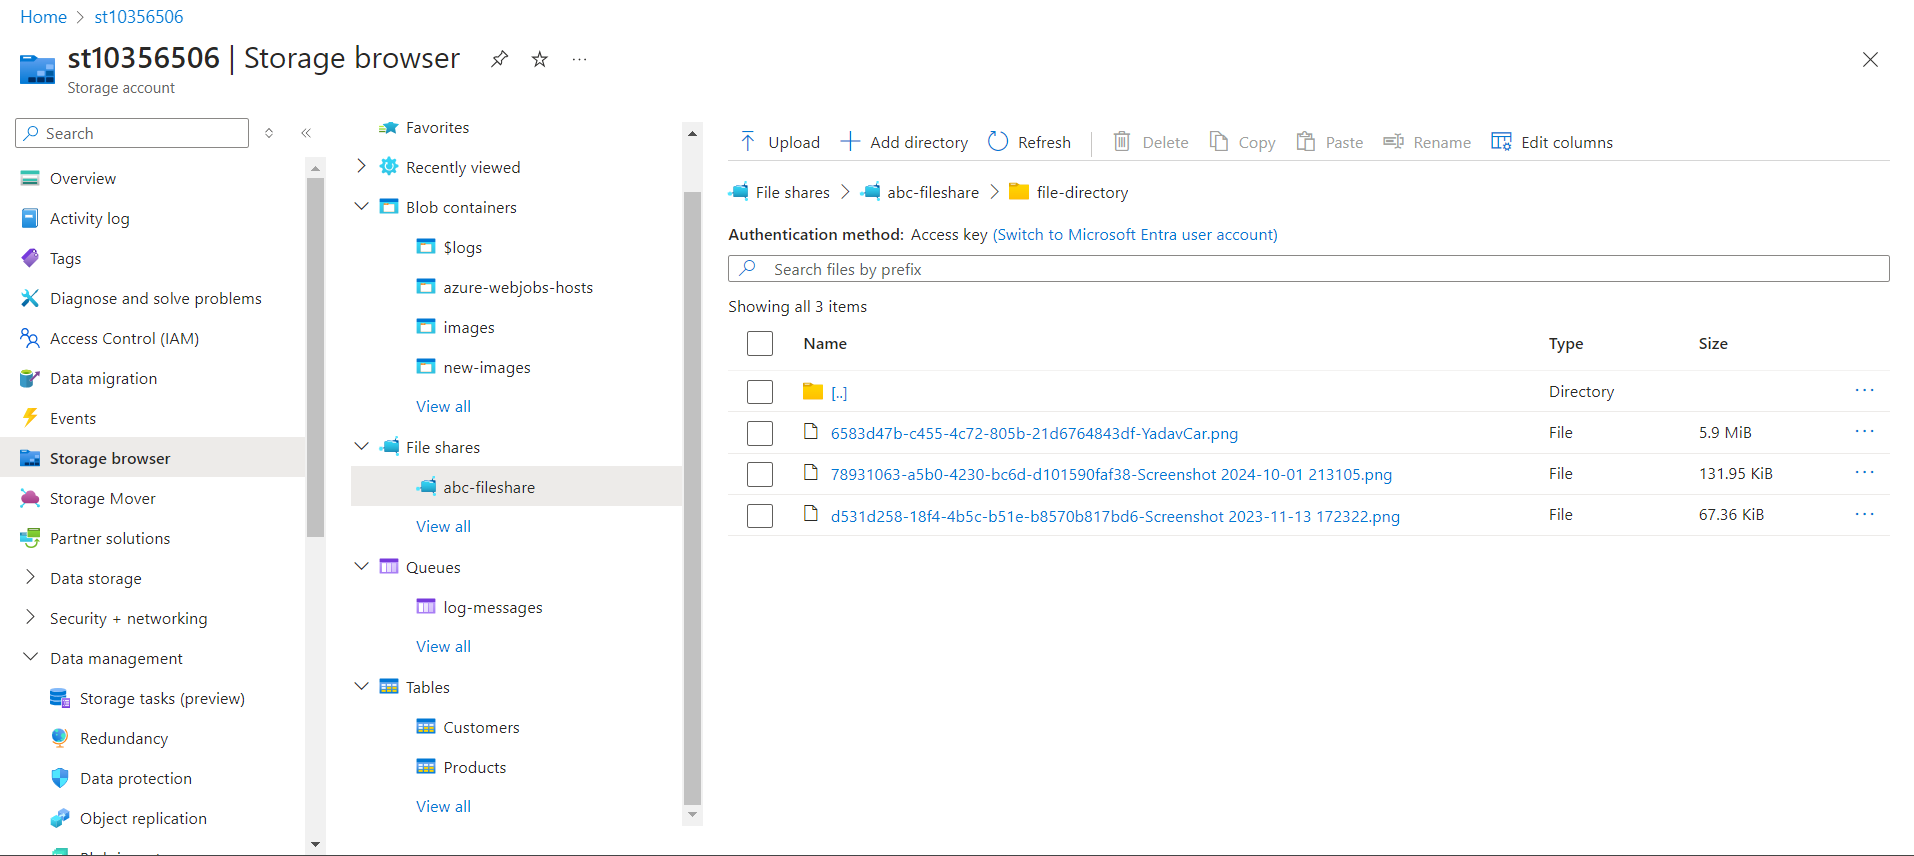 Home > st10356506
st10356506 | Storage browser ...
Storage account
Search
Overview
Activity log
Tags
Diagnose and solve problems
Access Control (IAM)
Data migration
Events
Storage browser
Storage Mover
Partner solutions
Data storage
Security + networking
Data management
Storage tasks (preview)
Redundancy
Data protection
Object replication
Favorites
Recently viewed
Blob containers
$logs
azure-webjobs-hosts
images
new-images
View all
File shares
abc-fileshare
View all
Queues
log-messages
View all
Tables
Customers
Products
View all
Upload Add directory Refresh Delete Copy Paste Rename Edit columns
File shares > abc-fileshare > file-directory
Authentication method: Access key (Switch to Microsoft Entra user account)
Search files by prefix
Showing all 3 items
Name Type Size
[..] Directory ...
6583d47b-c455-4c72-805b-21d6764843df-YadavCar.png File 5.9 MiB ...
78931063-a5b0-4230-bc6d-d101590faf38-Screenshot 2024-10-01 213105.png File 131.95 KiB ...
d531d258-18f4-4b5c-b51e-b8570b817bd6-Screenshot 2023-11-13 172322.png File 67.36 KiB ...